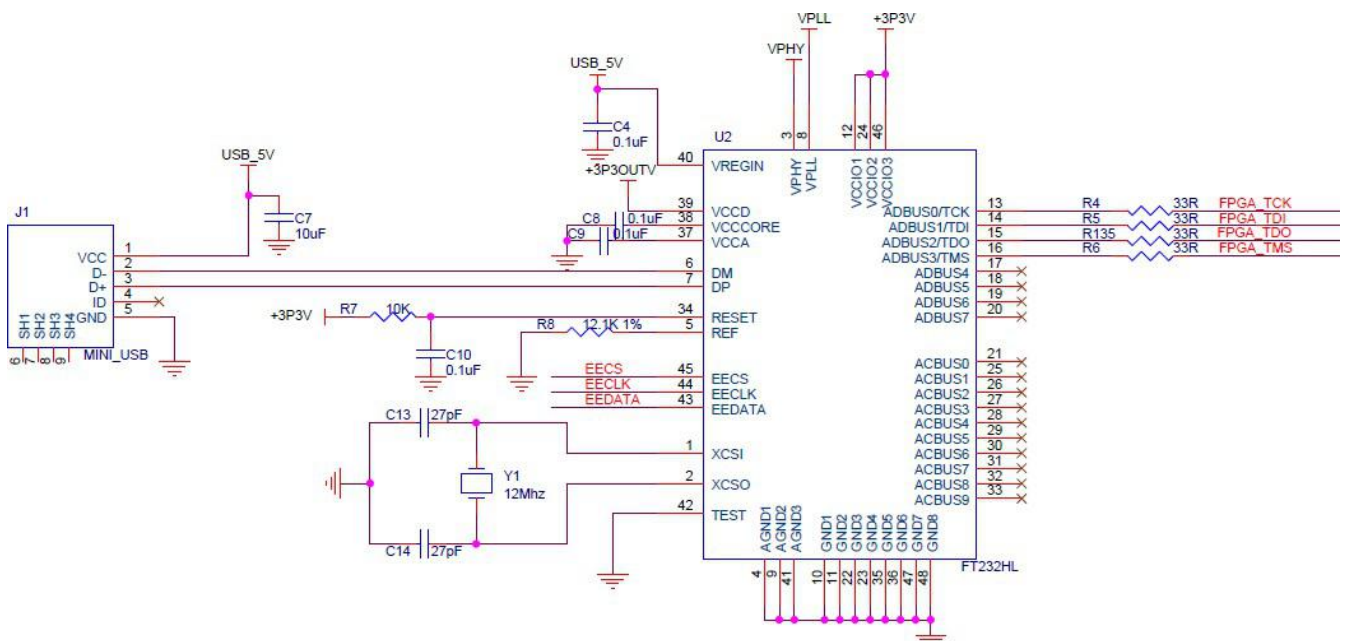 VPLL
+3P3V
VPHY
USB_5V
C4
0.1uF
U2
3
8
12
24
46
40
VREGIN
VPHY
VPLL
VCCIO1
VCCIO2
VCCIO3
+3P3OUTV
USB_5V
C7
10uF
J1
VCC
1
D-
2
D+
3
ID
4
GND
5
SH1
SH2
SH3
SH4
6
7
8
9
MINI_USB
39
VCCD
C8
0.1uF
38
VCCCORE
C9
0.1uF
37
VCCA
6
DM
7
DP
+3P3V
R7
10K
34
RESET
R8
12.1K 1%
5
REF
C10
0.1uF
EECS
45
EECS
EECLK
44
EECLK
EEDATA
43
EEDATA
C13
27pF
1
XCSI
Y1
12Mhz
2
XCSO
C14
27pF
42
TEST
ADBUS0/TCK
13
R4
33R
FPGA_TCK
ADBUS1/TDI
14
R5
33R
FPGA_TDI
ADBUS2/TDO
15
R135
33R
FPGA_TDO
ADBUS3/TMS
16
R6
33R
FPGA_TMS
ADBUS4
17
ADBUS5
18
ADBUS6
19
ADBUS7
20
ACBUS0
21
ACBUS1
25
ACBUS2
26
ACBUS3
27
ACBUS4
28
ACBUS5
29
ACBUS6
30
ACBUS7
31
ACBUS8
32
ACBUS9
33
AGND1
AGND2
AGND3
GND1
GND2
GND3
GND4
GND5
GND6
GND7
GND8
FT232HL
4
9
41
10
11
22
23
35
36
47
48